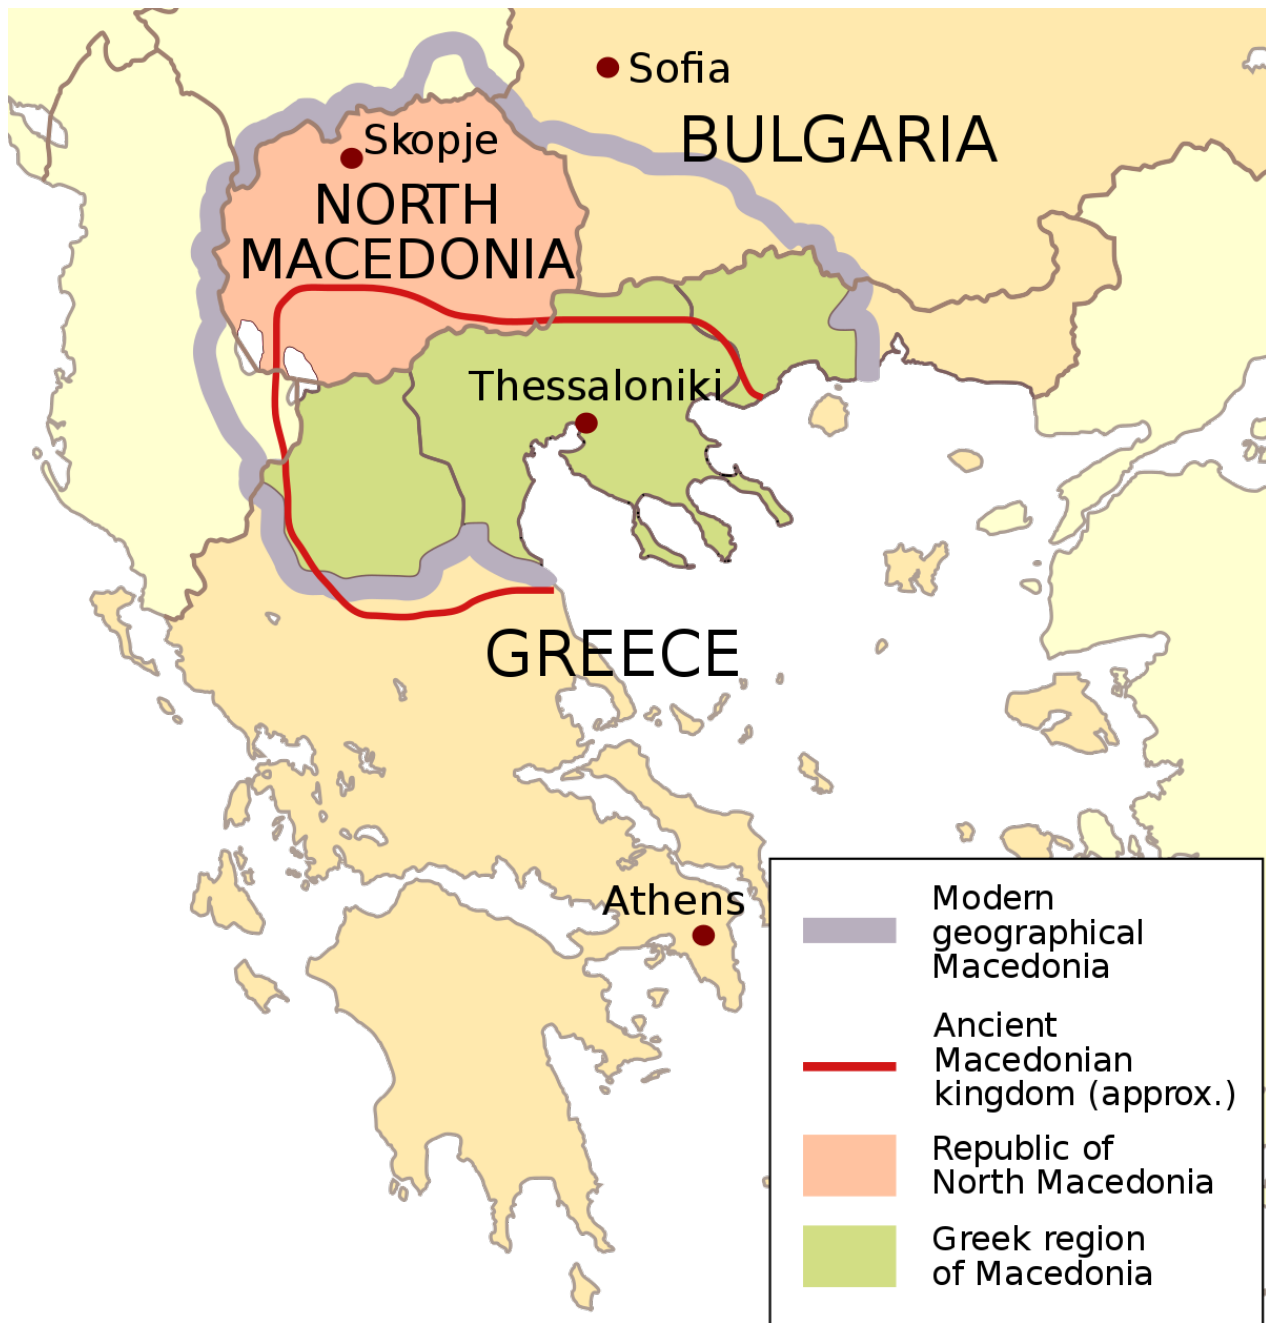 Sofia
BULGARIA
Skopje
NORTH
MACEDONIA
Thessaloniki
GREECE
Athens
Modern
geographical
Macedonia
Ancient
Macedonian
kingdom (approx.)
Republic of
North Macedonia
Greek region
of Macedonia